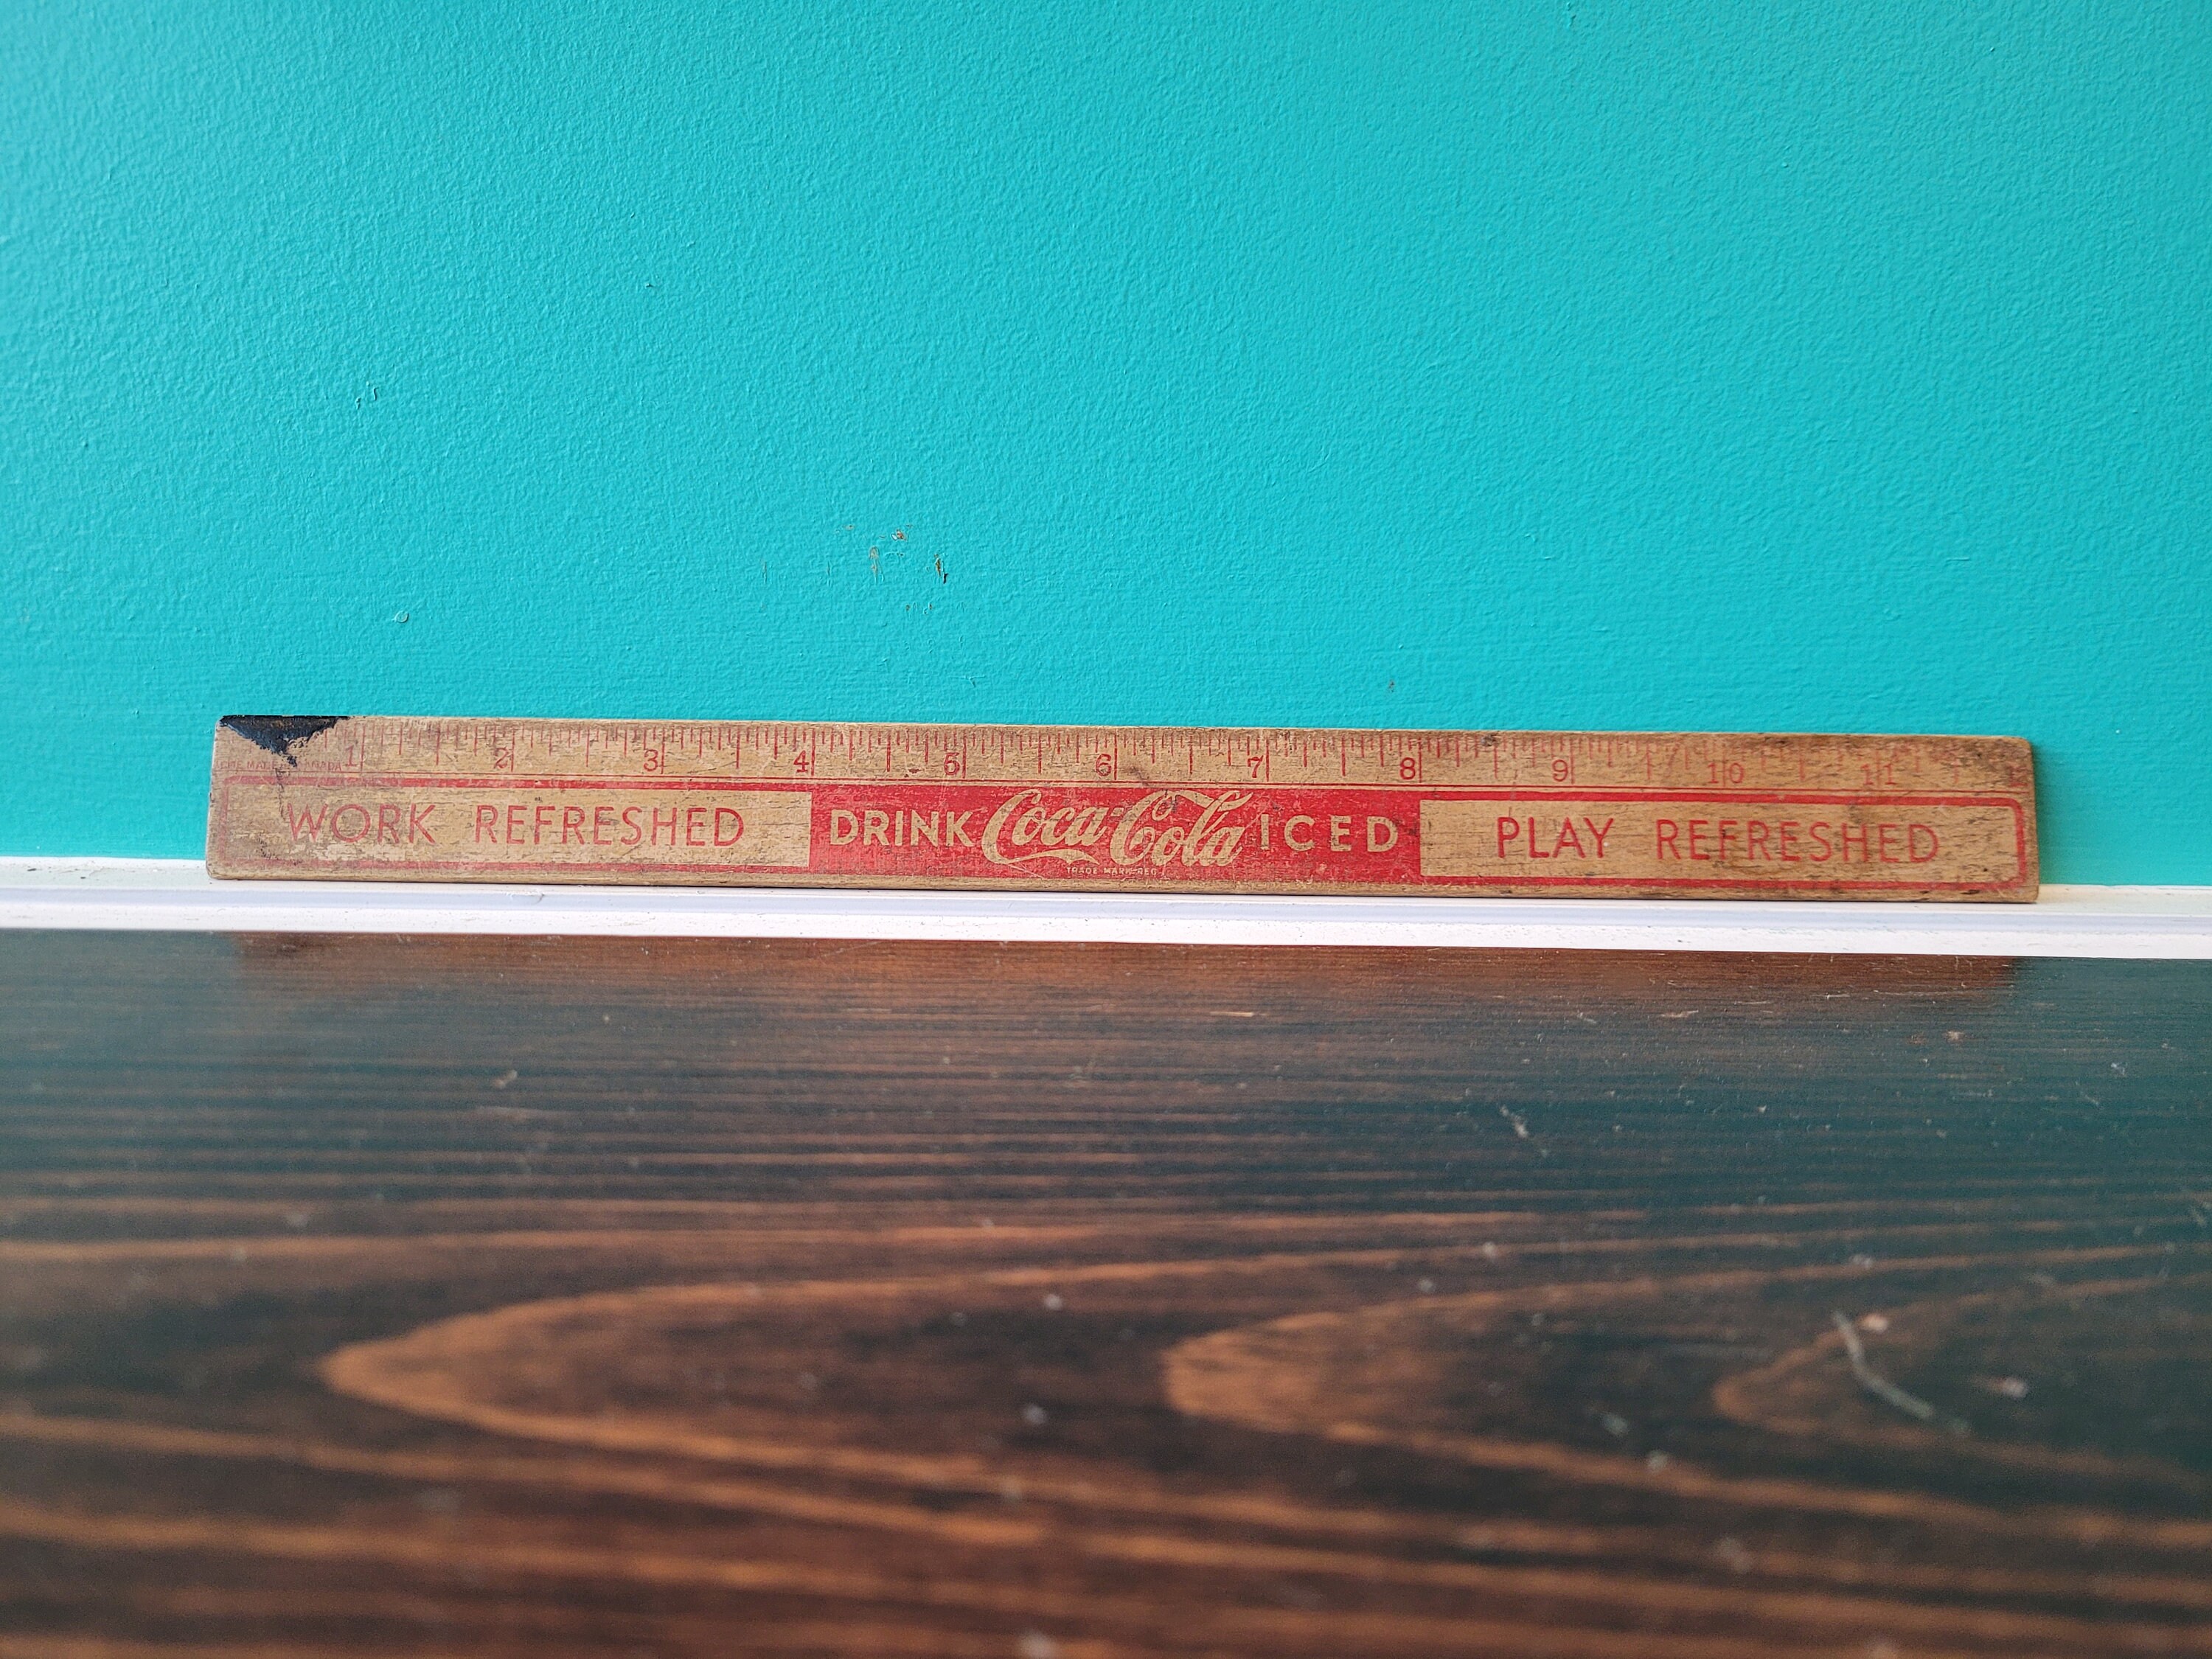 1 2 3 4 5 6 7 8 9 10 11
WORK REFRESHED DRINK Coca-Cola ICED PLAY REFRESHED
TRADE MARK REG